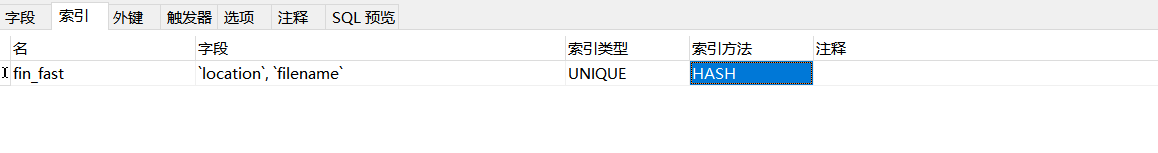 字段 索引 外键 触发器 选项 注释 SQL 预览
名 字段 索引类型 索引方法 注释
fin_fast `location`, `filename` UNIQUE HASH